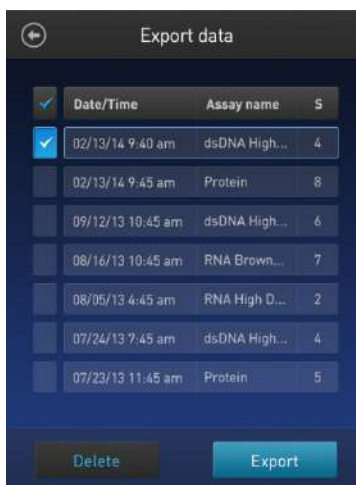 Export data
Date/Time Assay name S
02/13/14 9:40 am dsDNA High... 4
02/13/14 9:45 am Protein 8
09/12/13 10:45 am dsDNA High... 6
08/16/13 10:45 am RNA Brown... 7
08/05/13 4:45 am RNA High D... 2
07/24/13 7:45 am dsDNA High... 4
07/23/13 11:45 am Protein 5
Delete Export